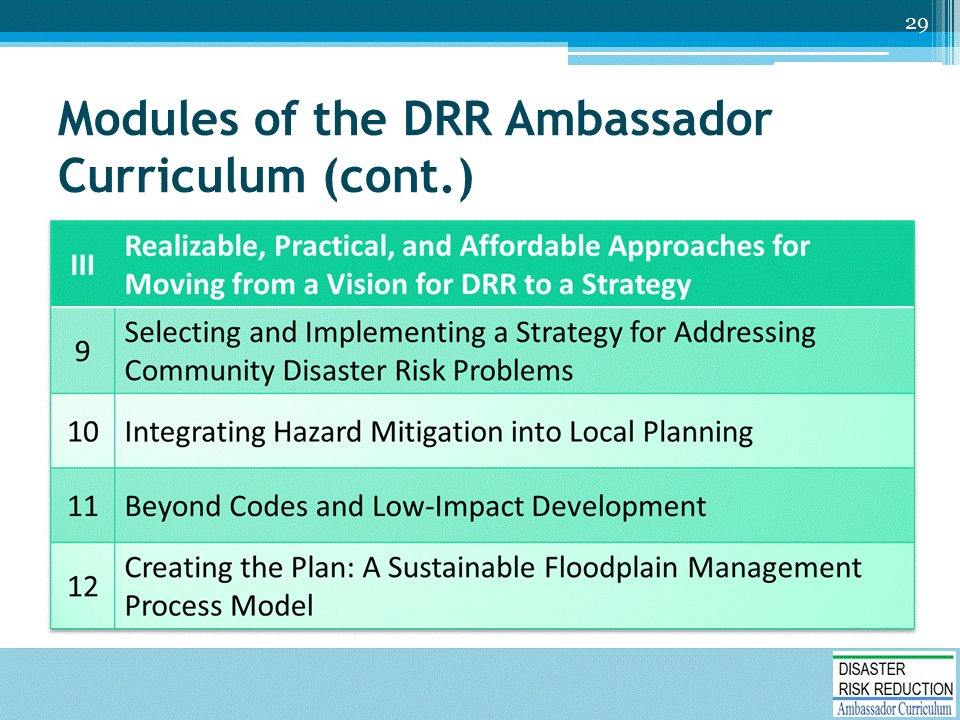 29
Modules of the DRR Ambassador
Curriculum (cont.)
III
Realizable, Practical, and Affordable Approaches for
Moving from a Vision for DRR to a Strategy
9
Selecting and Implementing a Strategy for Addressing
Community Disaster Risk Problems
10 Integrating Hazard Mitigation into Local Planning
11 Beyond Codes and Low-Impact Development
12
Creating the Plan: A Sustainable Floodplain Management
Process Model
DISASTER
RISK REDUCTION
Ambassador Curriculum